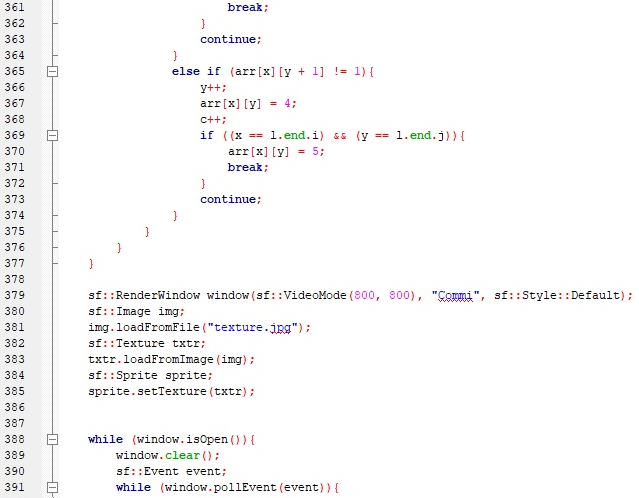 361 break;
362 }
363 continue;
364 }
365 else if (arr[x][y + 1] != 1){
366 y++;
367 arr[x][y] = 4;
368 c++;
369 if ((x == l.end.i) && (y == l.end.j)){
370 arr[x][y] = 5;
371 break;
372 }
373 continue;
374 }
375 }
376 }
377 }
378
379 sf::RenderWindow window(sf::VideoMode(800, 800), "Commi", sf::Style::Default);
380 sf::Image img;
381 img.loadFromFile("texture.jpg");
382 sf::Texture txtr;
383 txtr.loadFromImage(img);
384 sf::Sprite sprite;
385 sprite.setTexture(txtr);
386
387
388 while (window.isOpen()){
389 window.clear();
390 sf::Event event;
391 while (window.pollEvent(event)){